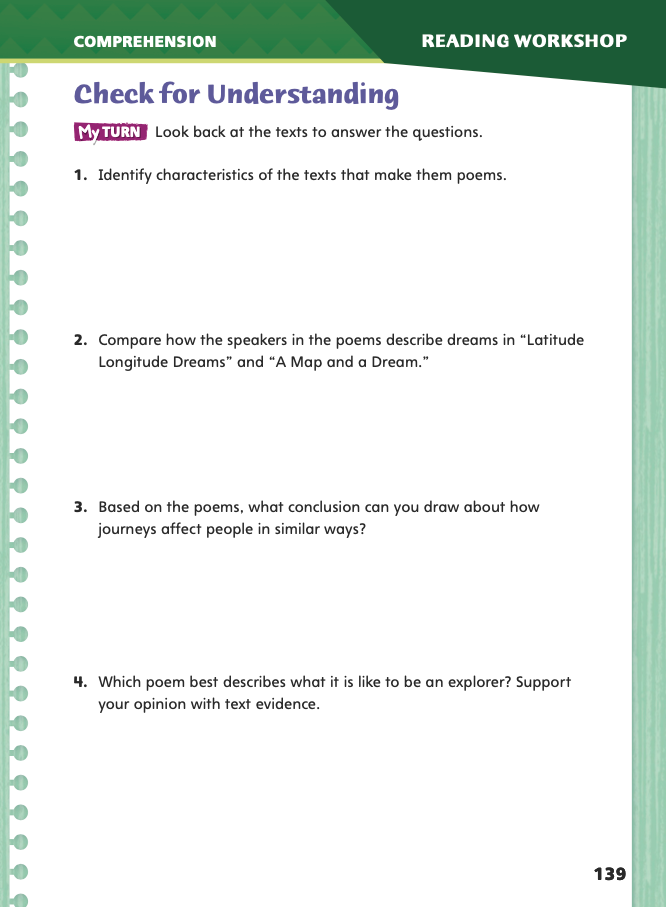 COMPREHENSION
READING WORKSHOP
Check for Understanding
My TURN Look back at the texts to answer the questions.
1. Identify characteristics of the texts that make them poems.
2. Compare how the speakers in the poems describe dreams in “Latitude
Longitude Dreams” and “A Map and a Dream.”
3. Based on the poems, what conclusion can you draw about how
journeys affect people in similar ways?
4. Which poem best describes what it is like to be an explorer? Support
your opinion with text evidence.
139